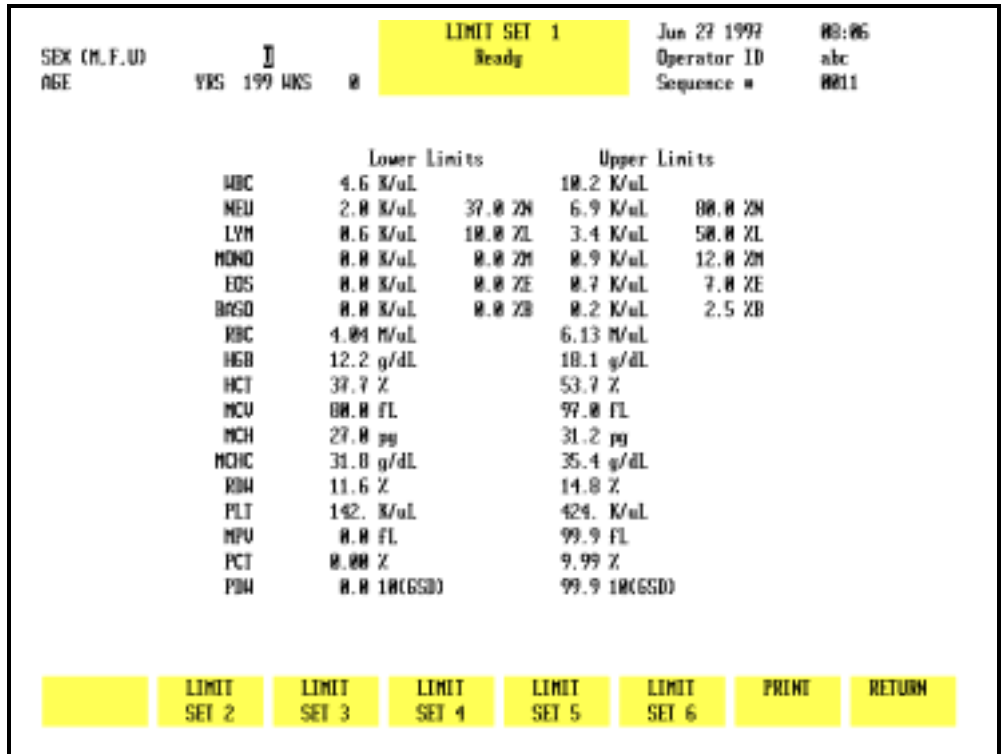 LIMIT SET 1 Jun 27 1997 08:06
SEX (M,F,U) Ready Operator ID abc
AGE YRS 199 WKS 0 Sequence # 0011
Lower Limits Upper Limits
WBC 4.6 K/uL 10.2 K/uL
NEU 2.0 K/uL 37.0 %N 6.9 K/uL 80.0 %N
LYM 0.6 K/uL 10.0 %L 3.4 K/uL 50.0 %L
MONO 0.0 K/uL 0.0 %M 0.9 K/uL 12.0 %M
EOS 0.0 K/uL 0.0 %E 0.7 K/uL 7.0 %E
BASO 0.0 K/uL 0.0 %B 0.2 K/uL 2.5 %B
RBC 4.04 M/uL 6.13 M/uL
HGB 12.2 g/dL 18.1 g/dL
HCT 37.7 % 53.7 %
MCV 80.0 fL 97.0 fL
MCH 27.0 pg 31.2 pg
MCHC 31.8 g/dL 35.4 g/dL
RDW 11.6 % 14.8 %
PLT 142. K/uL 424. K/uL
MPV 0.0 fL 99.9 fL
PCT 0.00 % 9.99 %
PDW 0.0 10(GSD) 99.9 10(GSD)
LIMIT LIMIT LIMIT LIMIT LIMIT PRINT RETURN
SET 2 SET 3 SET 4 SET 5 SET 6